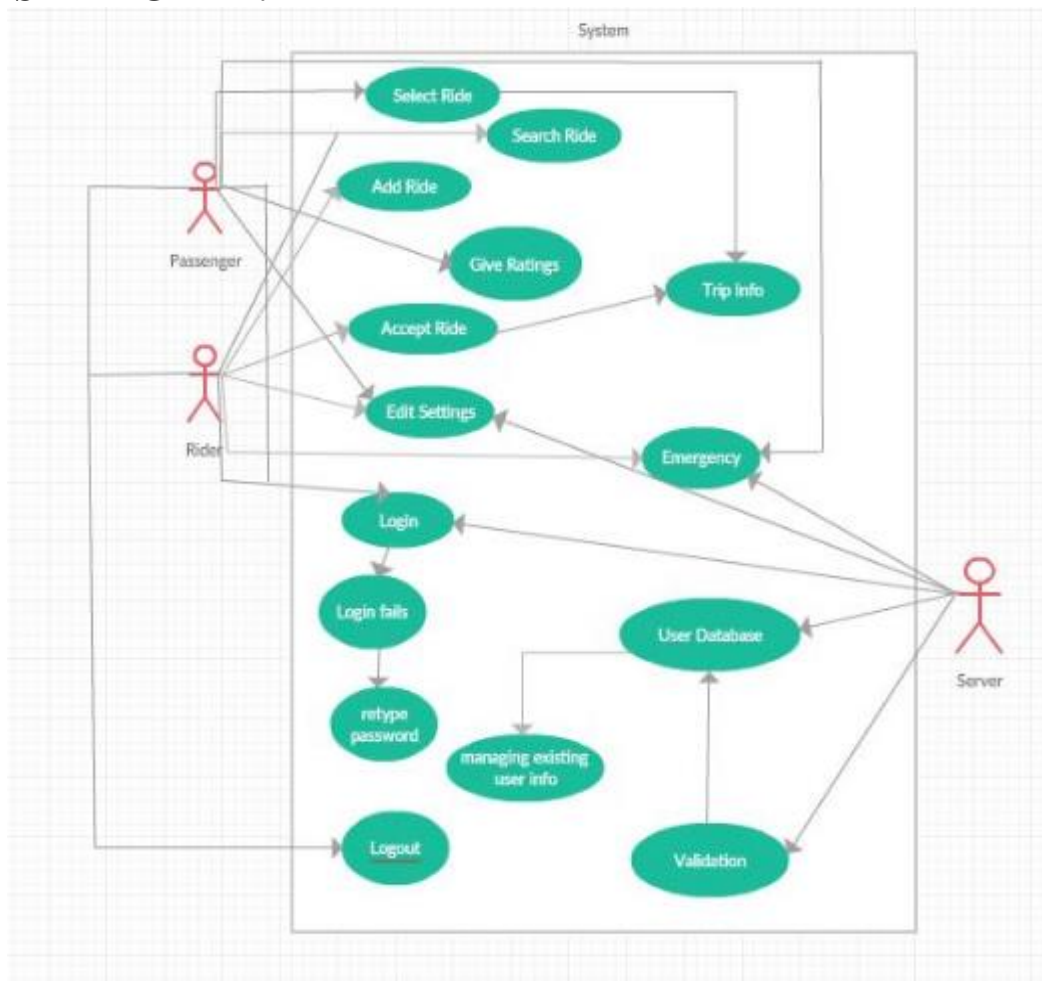 System
Select Ride
Search Ride
Add Ride
Passenger
Give Ratings
Trip Info
Accept Ride
Rider
Edit Settings
Emergency
Login
Login fails
User Database
Server
retype
password
managing existing
user info
Logout
Validation